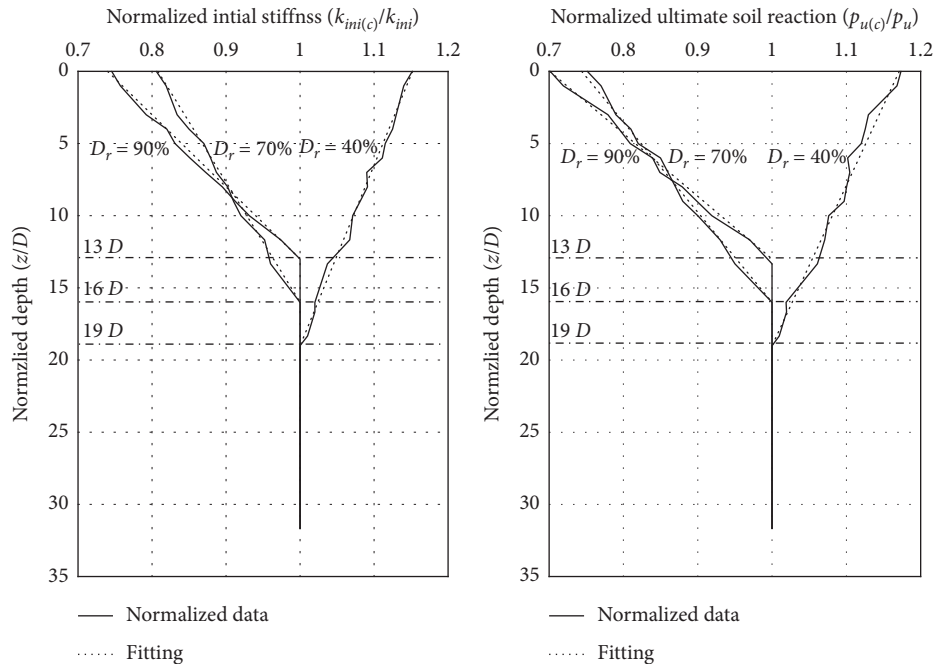 Normalized intial stiffnss (k_ini(c)/k_ini)
0.7 0.8 0.9 1 1.1 1.2
0
5
10
15
20
25
30
35
Normzlied depth (z/D)
D_r = 90% D_r = 70% D_r = 40%
13 D
16 D
19 D
Normalized data
Fitting
Normalized ultimate soil reaction (p_u(c)/p_u)
0.7 0.8 0.9 1 1.1 1.2
0
5
10
15
20
25
30
35
Normzlied depth (z/D)
D_r = 90% D_r = 70% D_r = 40%
13 D
16 D
19 D
Normalized data
Fitting